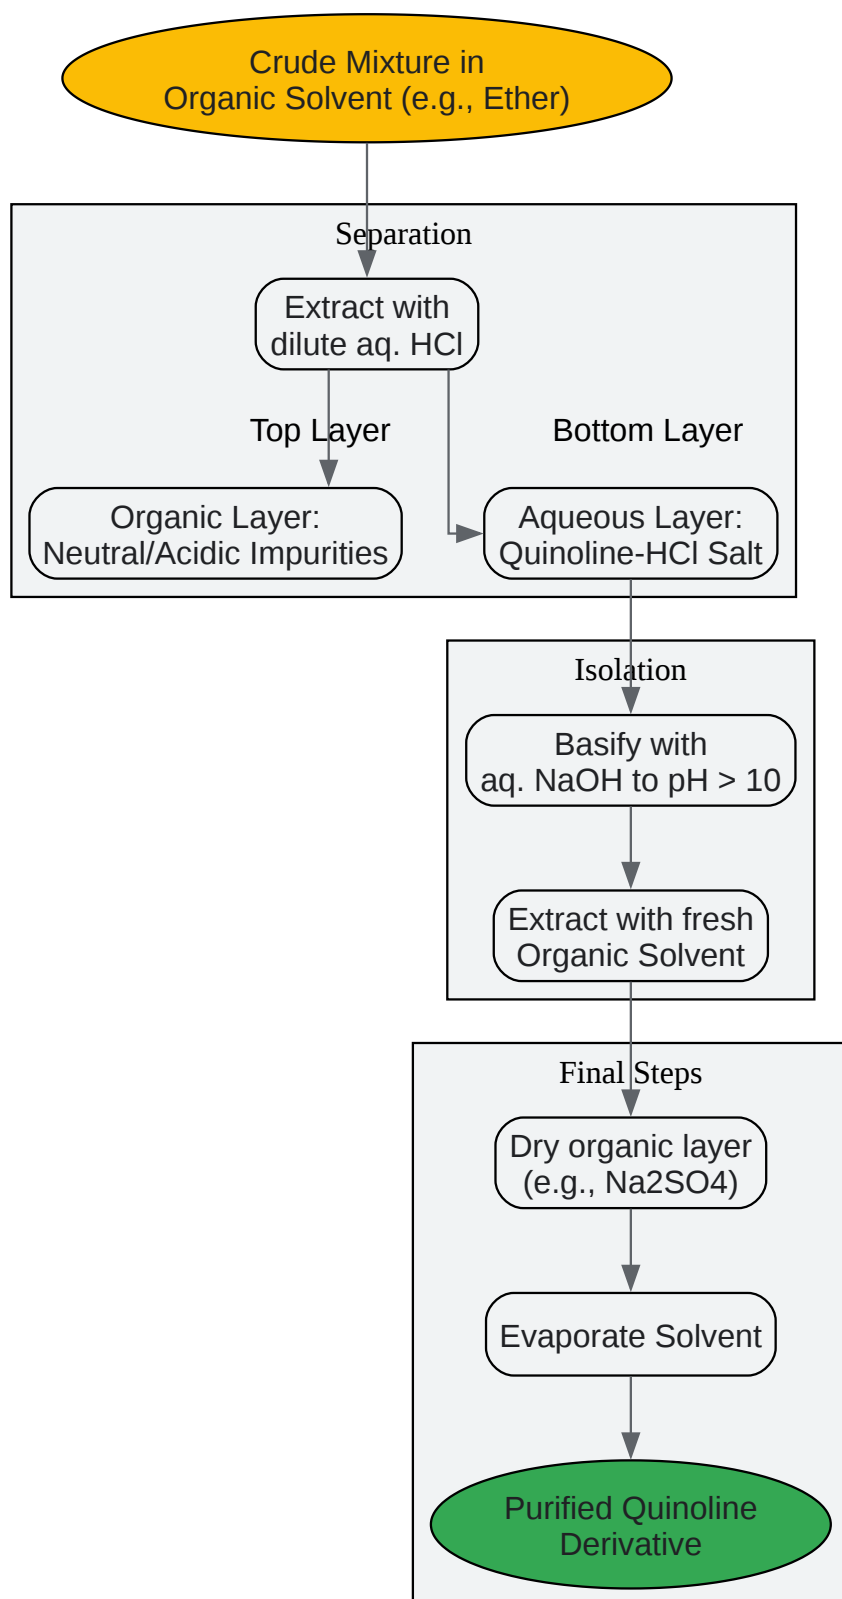 Crude Mixture in
Organic Solvent (e.g., Ether)
Separation
Extract with
dilute aq. HCl
Top Layer
Bottom Layer
Organic Layer:
Neutral/Acidic Impurities
Aqueous Layer:
Quinoline-HCl Salt
Isolation
Basify with
aq. NaOH to pH > 10
Extract with fresh
Organic Solvent
Final Steps
Dry organic layer
(e.g., Na2SO4)
Evaporate Solvent
Purified Quinoline
Derivative